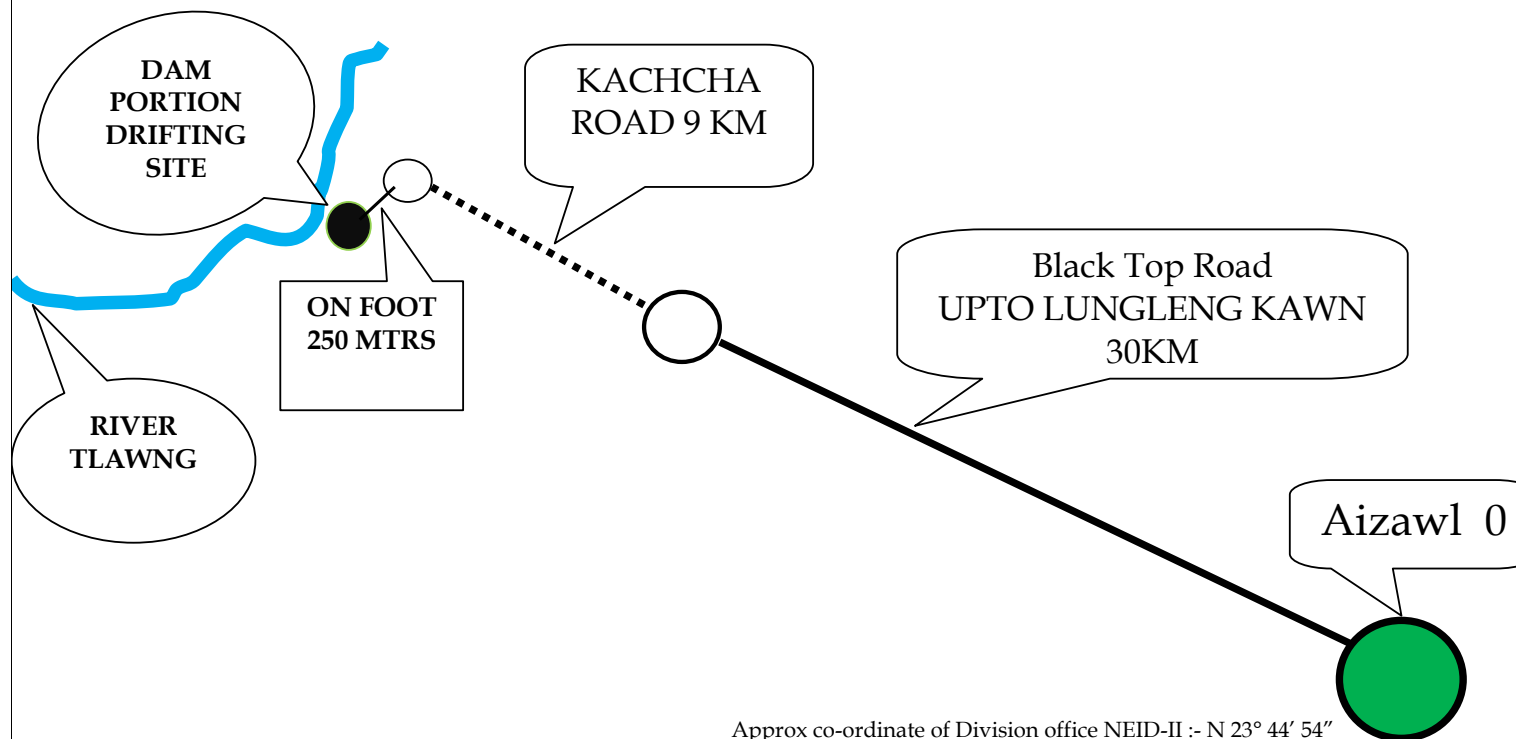 DAM
PORTION
DRIFTING
SITE
KACHCHA
ROAD 9 KM
Black Top Road
UPTO LUNGLENG KAWN
30KM
ON FOOT
250 MTRS
RIVER
TLAWNG
Aizawl 0
Approx co-ordinate of Division office NEID-II :- N 23° 44′ 54″